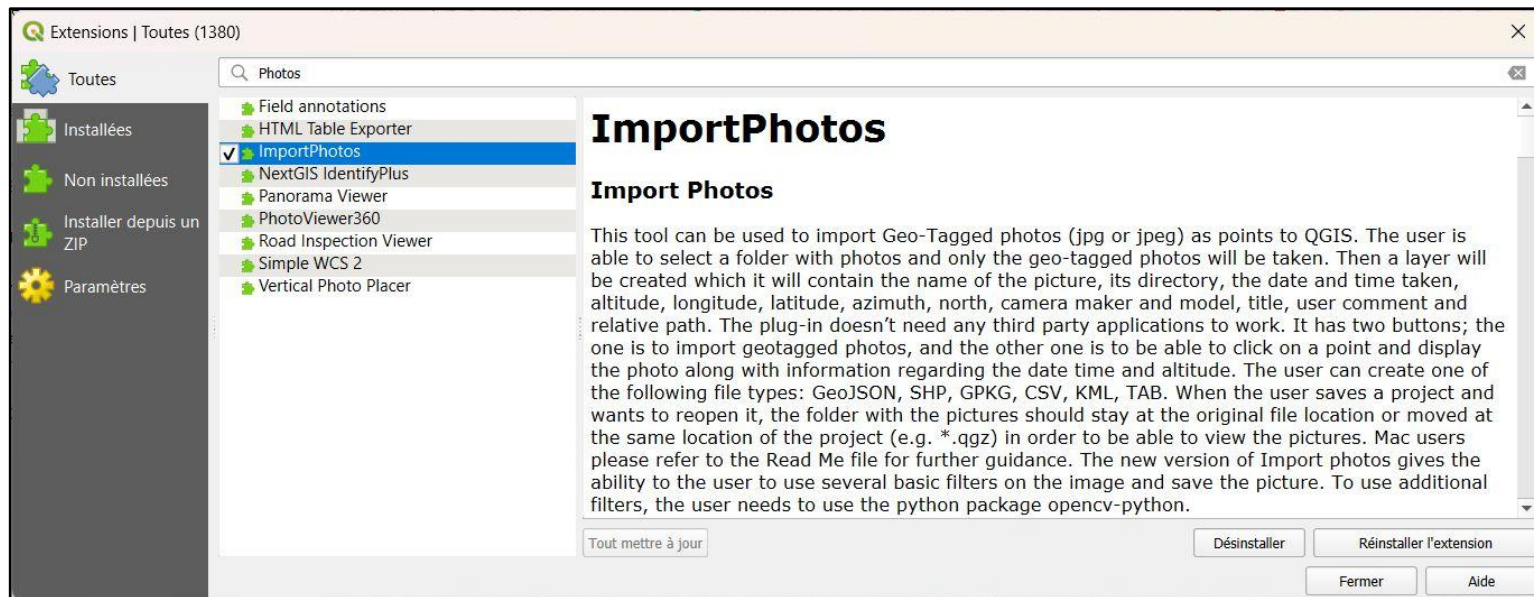 Extensions | Toutes (1380)
Toutes
Installées
Non installées
Installer depuis un
ZIP
Paramètres
Photos
Field annotations
HTML Table Exporter
ImportPhotos
NextGIS IdentifyPlus
Panorama Viewer
PhotoViewer360
Road Inspection Viewer
Simple WCS 2
Vertical Photo Placer
ImportPhotos
Import Photos
This tool can be used to import Geo-Tagged photos (jpg or jpeg) as points to QGIS. The user is
able to select a folder with photos and only the geo-tagged photos will be taken. Then a layer will
be created which it will contain the name of the picture, its directory, the date and time taken,
altitude, longitude, latitude, azimuth, north, camera maker and model, title, user comment and
relative path. The plug-in doesn't need any third party applications to work. It has two buttons; the
one is to import geotagged photos, and the other one is to be able to click on a point and display
the photo along with information regarding the date time and altitude. The user can create one of
the following file types: GeoJSON, SHP, GPKG, CSV, KML, TAB. When the user saves a project and
wants to reopen it, the folder with the pictures should stay at the original file location or moved at
the same location of the project (e.g. *.qgz) in order to be able to view the pictures. Mac users
please refer to the Read Me file for further guidance. The new version of Import photos gives the
ability to the user to use several basic filters on the image and save the picture. To use additional
filters, the user needs to use the python package opencv-python.
Tout mettre à jour
Désinstaller
Réinstaller l'extension
Fermer
Aide